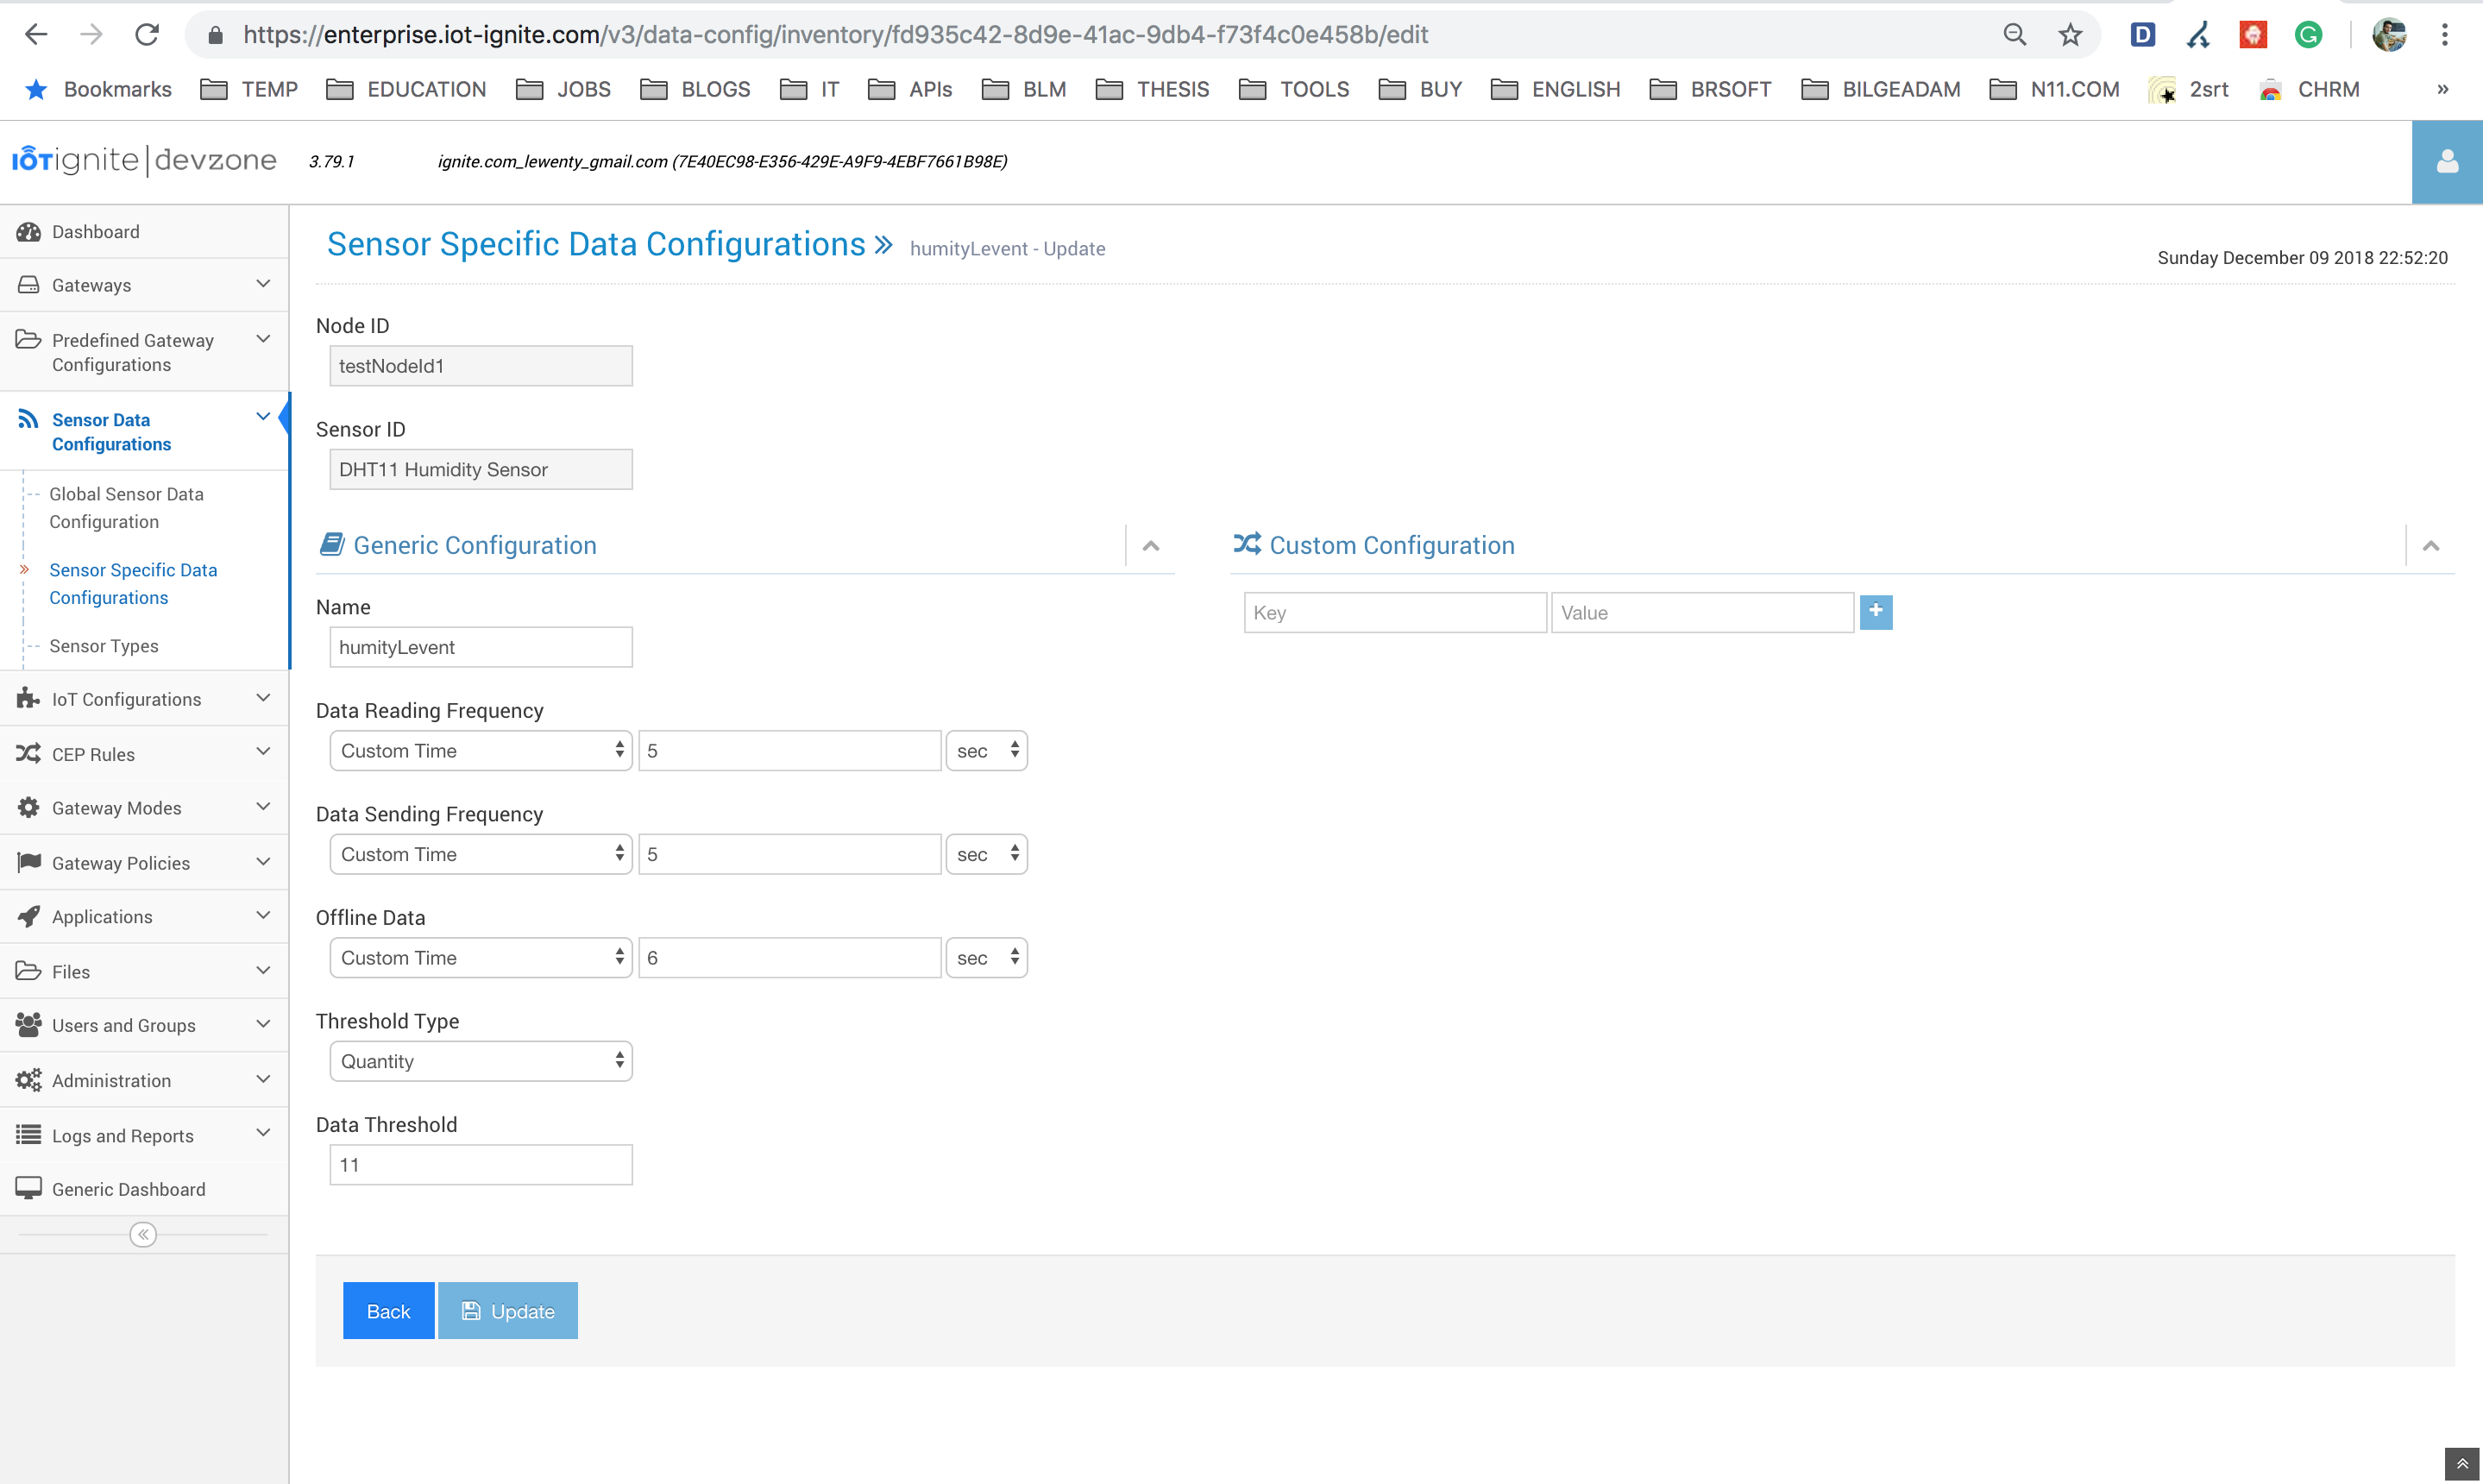 https://enterprise.iot-ignite.com/v3/data-config/inventory/fd935c42-8d9e-41ac-9db4-f73f4c0e458b/edit
D
G
Bookmarks TEMP EDUCATION JOBS BLOGS IT APIs BLM THESIS TOOLS BUY ENGLISH BRSOFT BILGEADAM N11.COM 2srt CHRM »
IOTignite|devzone 3.79.1 ignite.com_lewenty_gmail.com (7E40EC98-E356-429E-A9F9-4EBF7661B98E)
Dashboard
Gateways
Predefined Gateway
Configurations
Sensor Data
Configurations
Global Sensor Data
Configuration
Sensor Specific Data
Configurations
Sensor Types
IoT Configurations
CEP Rules
Gateway Modes
Gateway Policies
Applications
Files
Users and Groups
Administration
Logs and Reports
Generic Dashboard
Sensor Specific Data Configurations » humityLevent - Update
Sunday December 09 2018 22:52:20
Node ID
testNodeId1
Sensor ID
DHT11 Humidity Sensor
Generic Configuration
Name
humityLevent
Data Reading Frequency
Custom Time 5 sec
Data Sending Frequency
Custom Time 5 sec
Offline Data
Custom Time 6 sec
Threshold Type
Quantity
Data Threshold
11
Custom Configuration
Key Value +
Back Update